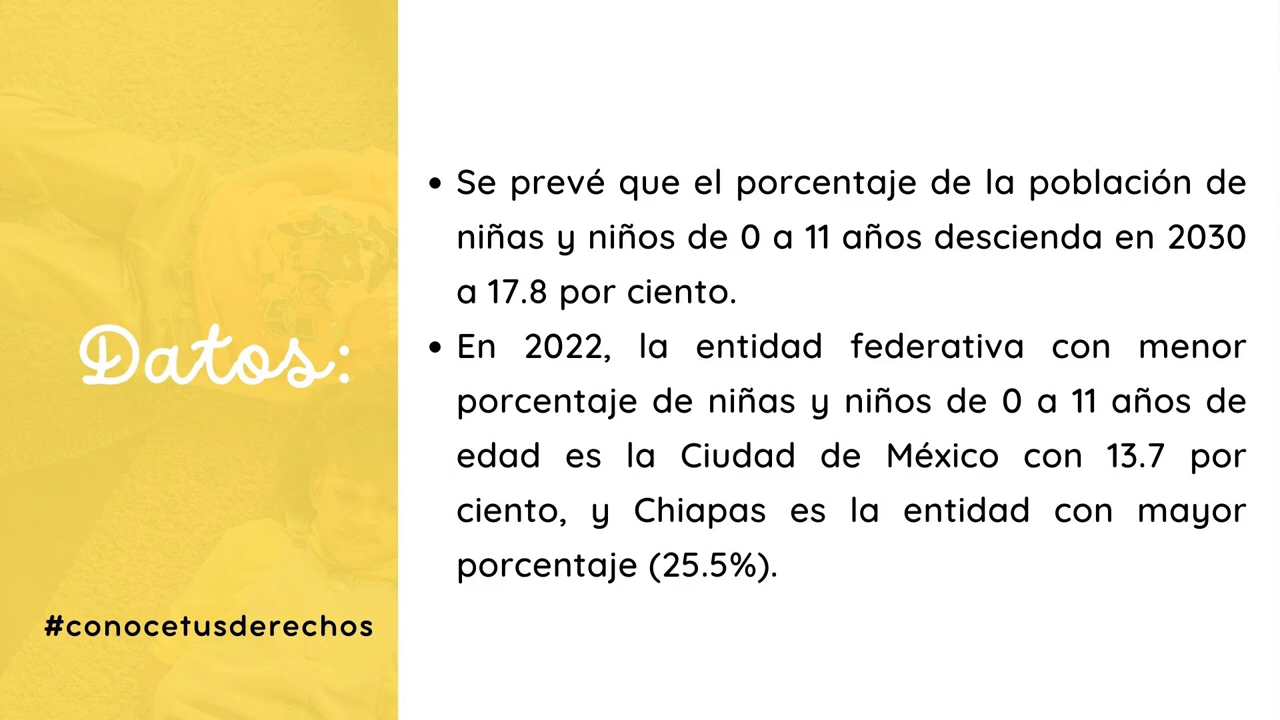 Datos:
#conocetusderechos
• Se prevé que el porcentaje de la población de
niñas y niños de 0 a 11 años descienda en 2030
a 17.8 por ciento.
• En 2022, la entidad federativa con menor
porcentaje de niñas y niños de 0 a 11 años de
edad es la Ciudad de México con 13.7 por
ciento, y Chiapas es la entidad con mayor
porcentaje (25.5%).